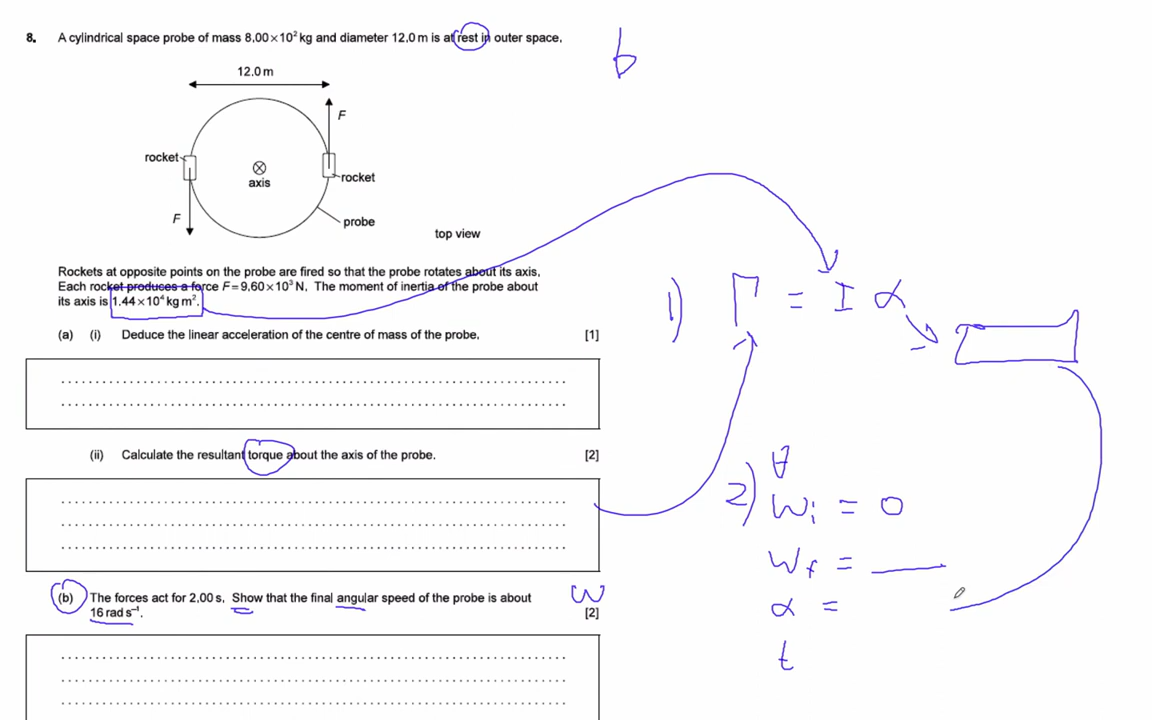 8. A cylindrical space probe of mass 8.00×10² kg and diameter 12.0 m is at rest in outer space.
b
12.0 m
F
rocket
axis
rocket
F
probe
top view
Rockets at opposite points on the probe are fired so that the probe rotates about its axis.
Each rocket produces a force F = 9.60×10³ N. The moment of inertia of the probe about
its axis is 1.44×10⁴ kg m².
(a) (i) Deduce the linear acceleration of the centre of mass of the probe. [1]
(ii) Calculate the resultant torque about the axis of the probe. [2]
(b) The forces act for 2.00 s. Show that the final angular speed of the probe is about
16 rad s⁻¹. [2]
ω
1) Γ = I α
2) θ
ωi = 0
ωf = ___
α =
t